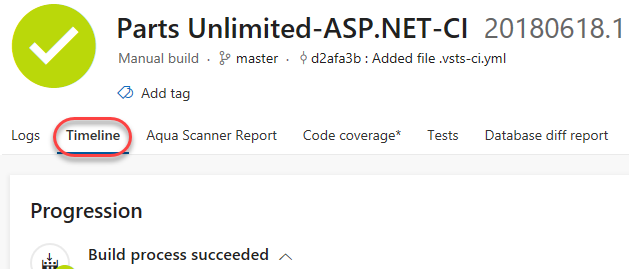 Parts Unlimited-ASP.NET-CI 20180618.1
Manual build · master · d2afa3b : Added file .vsts-ci.yml
Add tag
Logs Timeline Aqua Scanner Report Code coverage* Tests Database diff report
Progression
Build process succeeded